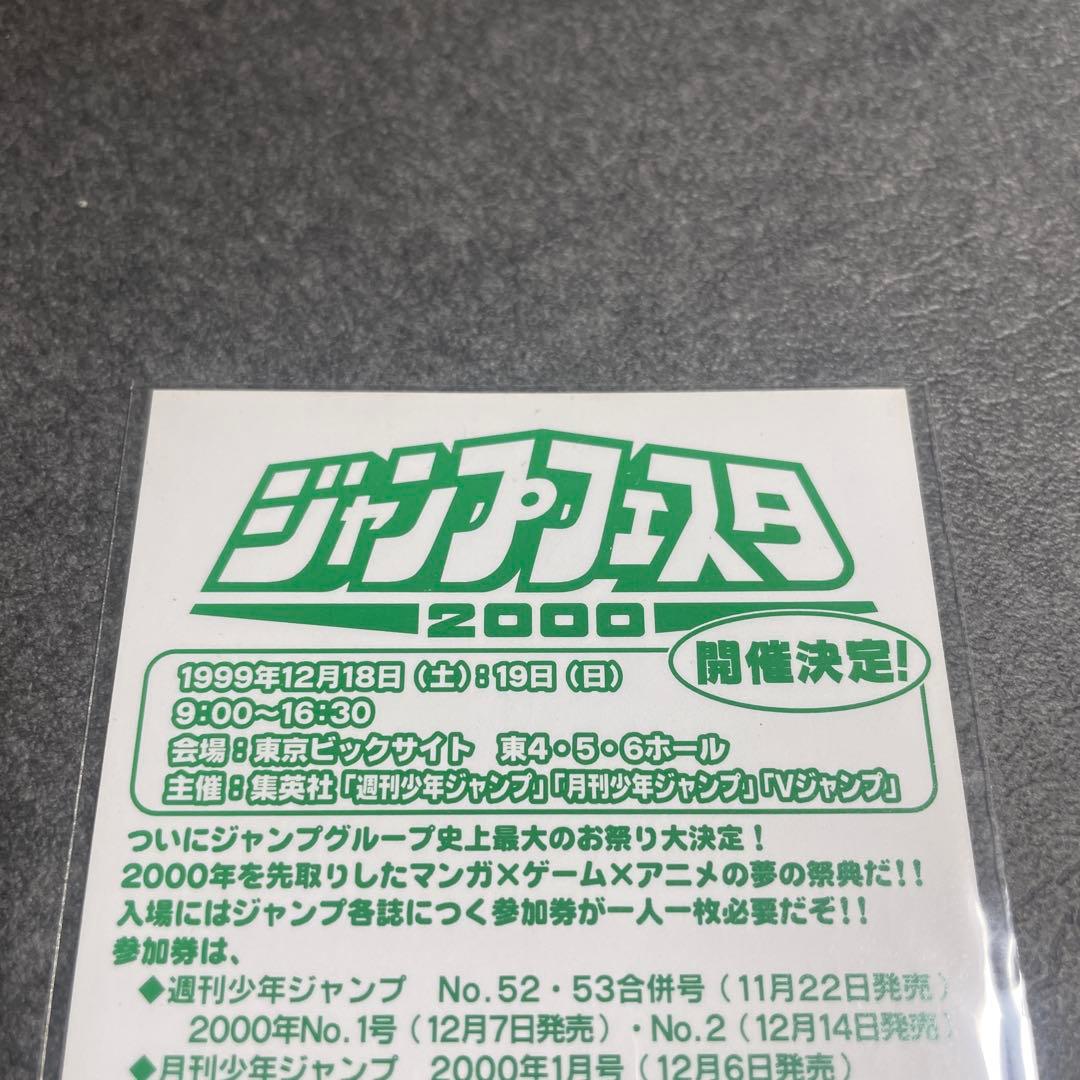 ジャンプフェスタ
2000
開催決定!
1999年12月18日（土）：19日（日）
9：00〜16：30
会場：東京ビックサイト　東4・5・6ホール
主催：集英社「週刊少年ジャンプ」「月刊少年ジャンプ」「Vジャンプ」
ついにジャンプグループ史上最大のお祭り大決定！
2000年を先取りしたマンガ×ゲーム×アニメの夢の祭典だ!!
入場にはジャンプ各誌につく参加券が一人一枚必要だぞ!!
参加券は、
◆週刊少年ジャンプ　No.52・53合併号（11月22日発売）
2000年No.1号（12月7日発売）・No.2（12月14日発売）
◆月刊少年ジャンプ　2000年1月号（12月6日発売）